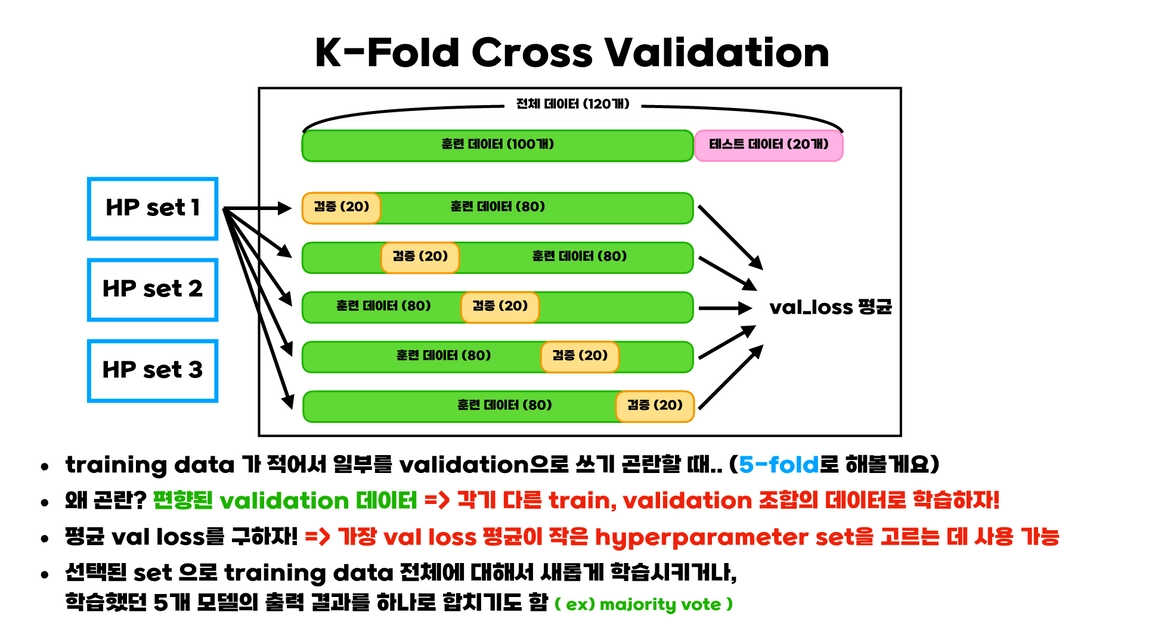 K-Fold Cross Validation
전체 데이터 (120개)
훈련 데이터 (100개)
테스트 데이터 (20개)
HP set 1
HP set 2
HP set 3
검증 (20)
훈련 데이터 (80)
검증 (20)
훈련 데이터 (80)
훈련 데이터 (80)
검증 (20)
훈련 데이터 (80)
검증 (20)
훈련 데이터 (80)
검증 (20)
val_loss 평균
• training data 가 적어서 일부를 validation으로 쓰기 곤란할 때.. (5-fold로 해볼게요)
• 왜 곤란? 편향된 validation 데이터 => 각기 다른 train, validation 조합의 데이터로 학습하자!
• 평균 val loss를 구하자! => 가장 val loss 평균이 작은 hyperparameter set을 고르는 데 사용 가능
• 선택된 set 으로 training data 전체에 대해서 새롭게 학습시키거나,
학습했던 5개 모델의 출력 결과를 하나로 합치기도 함 ( ex) majority vote )